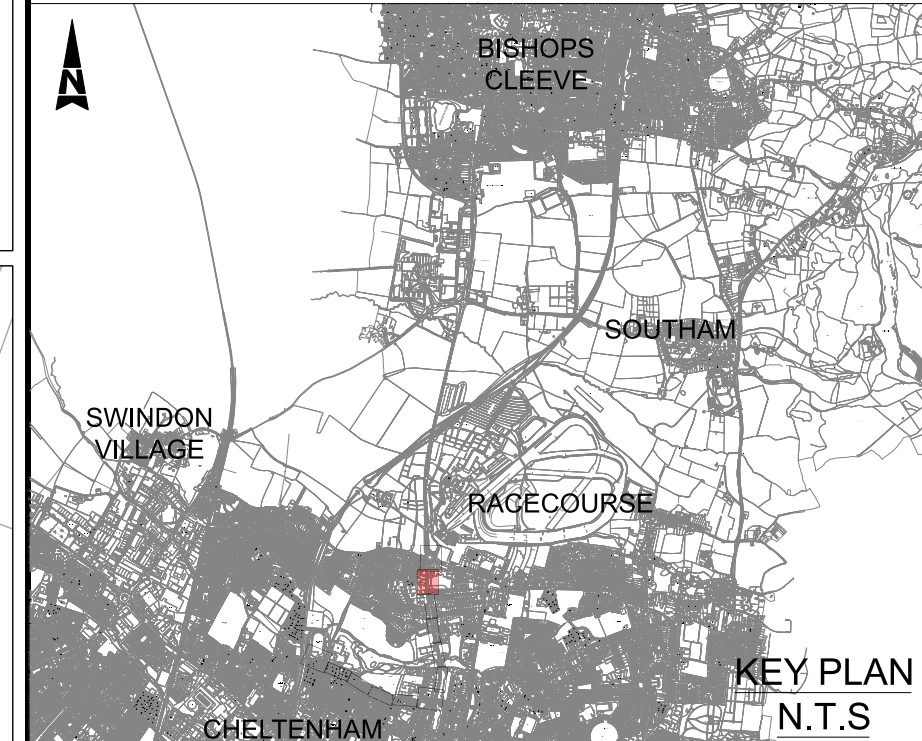 N
BISHOPS
CLEEVE
SOUTHAM
SWINDON
VILLAGE
RACECOURSE
KEY PLAN
N.T.S
CHELTENHAM